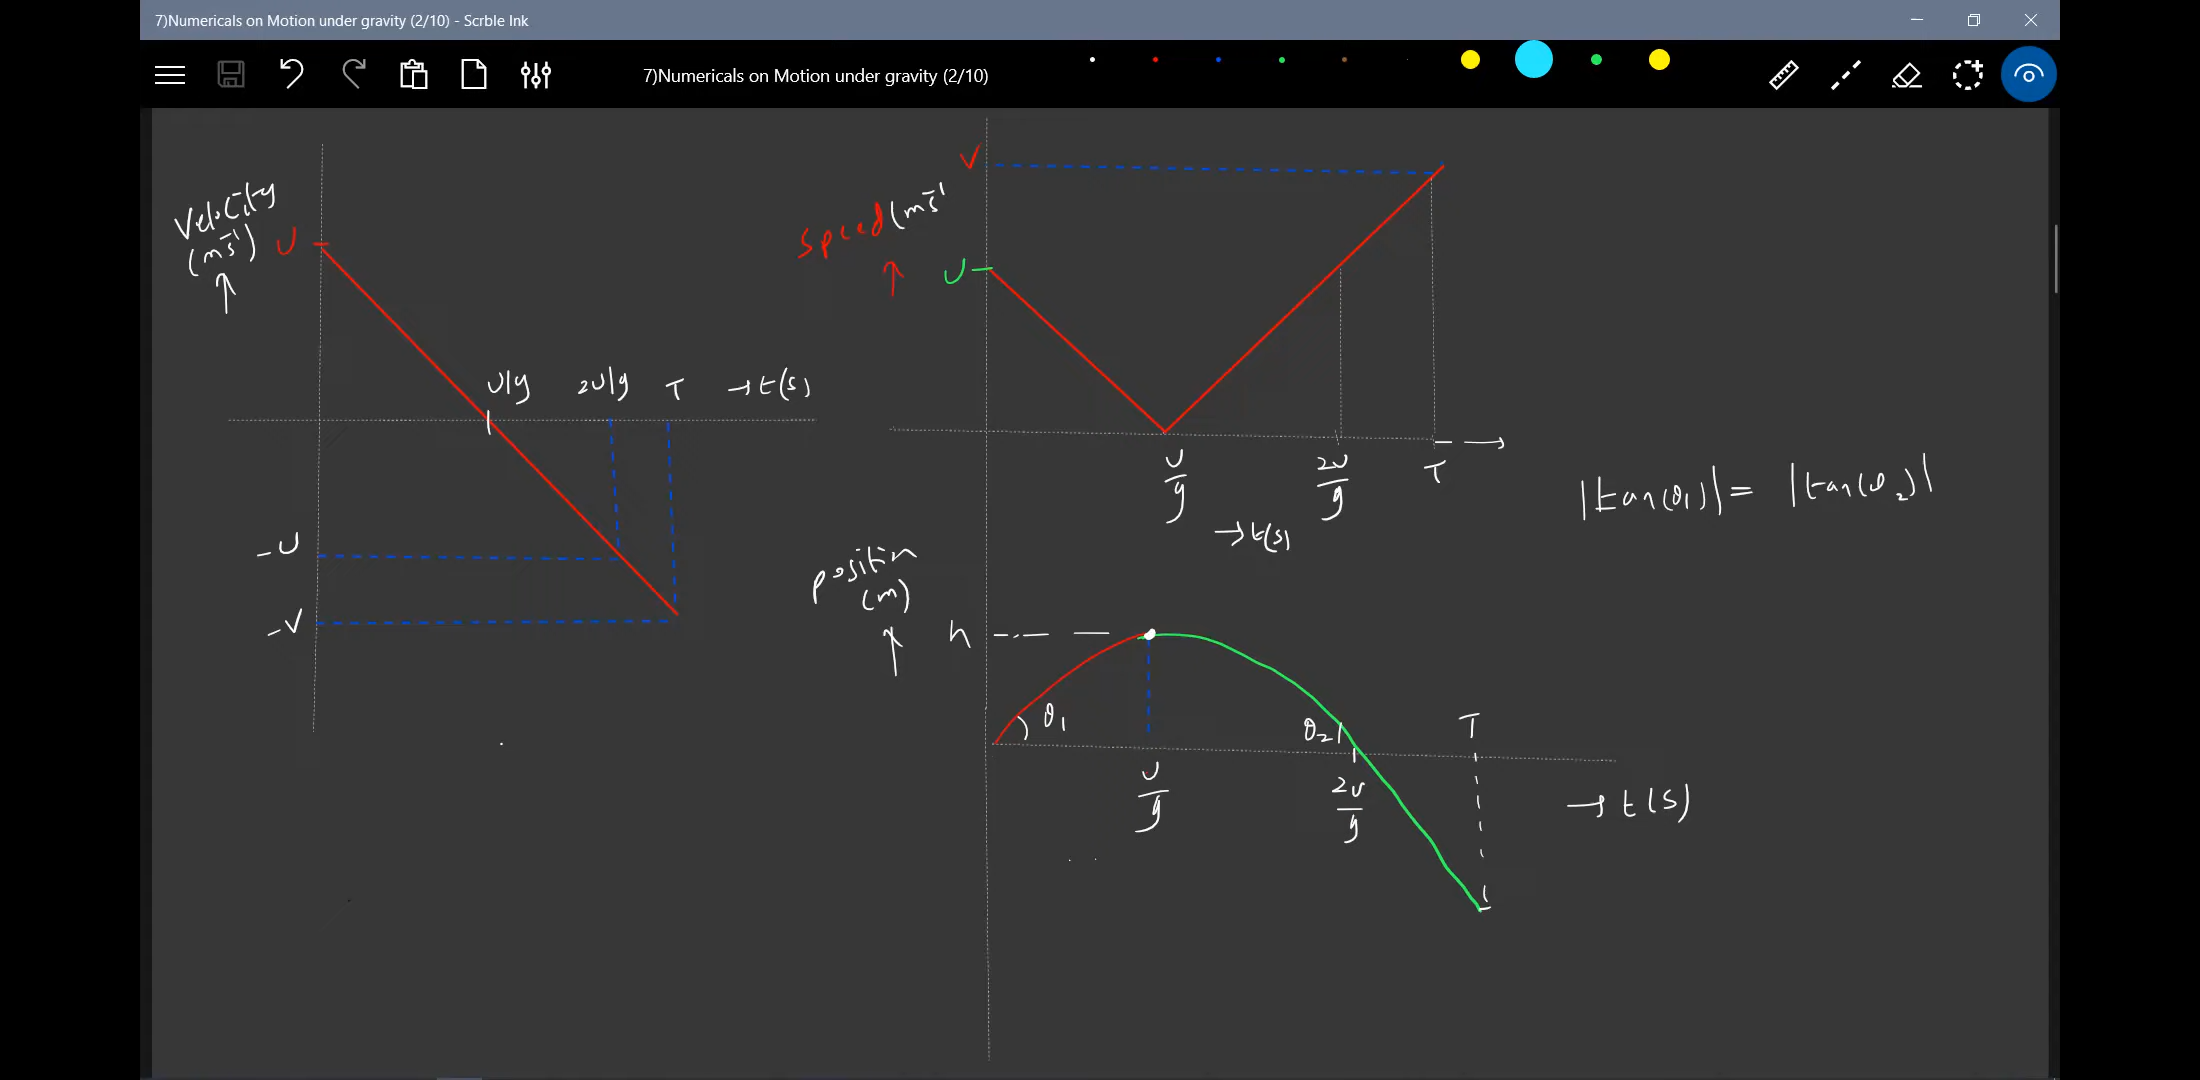 7)Numericals on Motion under gravity (2/10) - Scrble Ink
7)Numericals on Motion under gravity (2/10)
Velocity
(ms⁻¹)
↑
U
U/g 2U/g T → t(s)
-U
-V
V
Speed (ms⁻¹
↑
U
U/g 2U/g T →
→ t(s)
|tan(θ₁)| = |tan(θ₂)|
position
(m)
↑
h
θ₁ θ₂ T
U/g 2U/g → t(s)